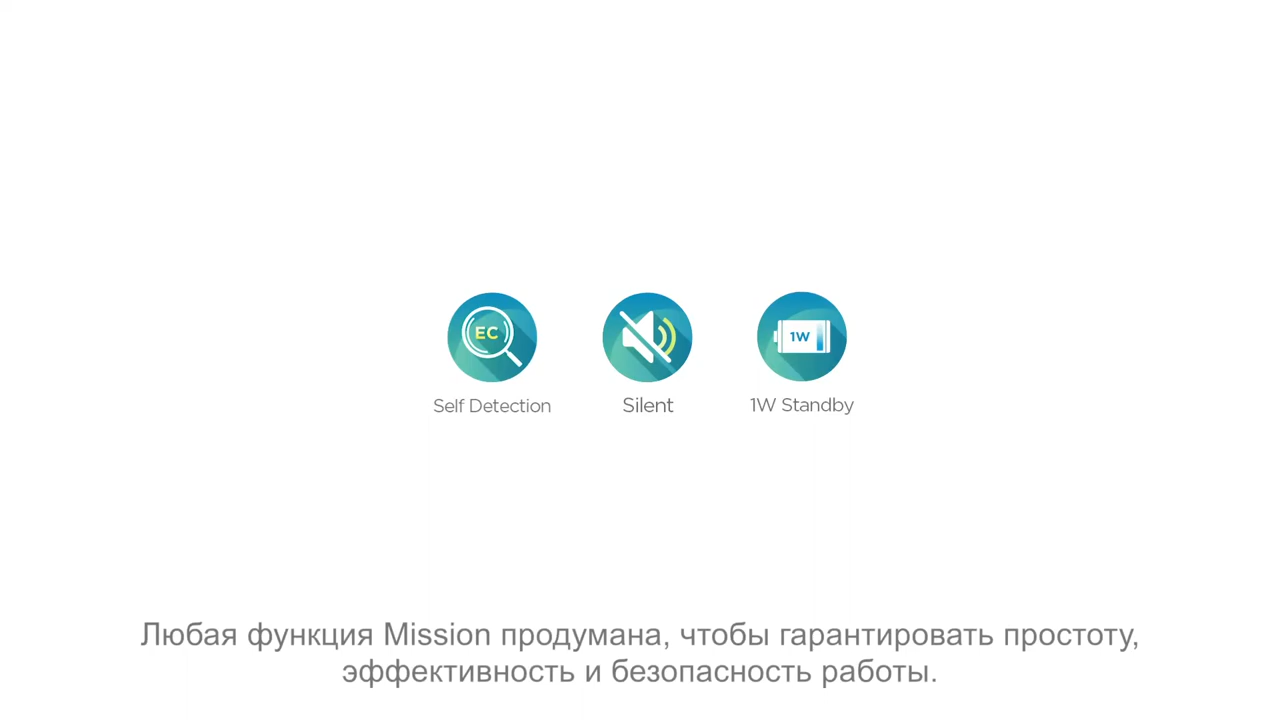 EC
1W
Self Detection
Silent
1W Standby
Любая функция Mission продумана, чтобы гарантировать простоту,
эффективность и безопасность работы.